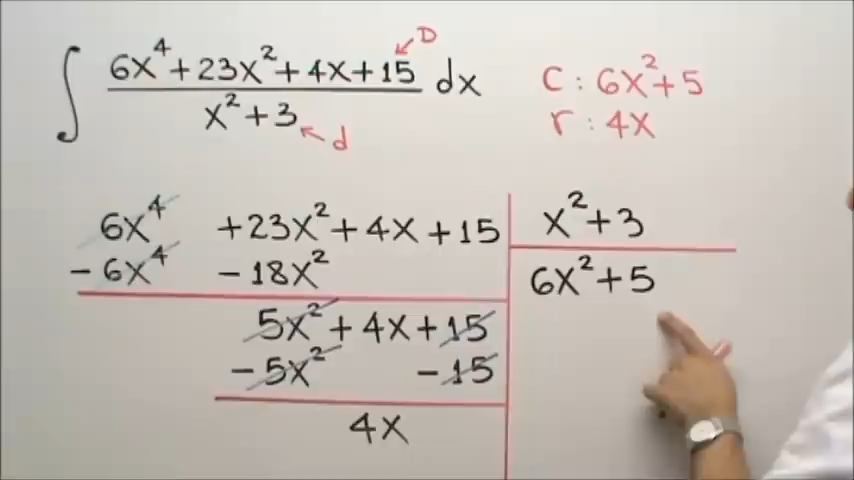 ∫ (6x⁴+23x²+4x+15)/(x²+3) dx
D
d
C : 6x²+5
r : 4x
6x⁴ +23x²+4x+15
x²+3
-6x⁴ -18x²
6x²+5
5x²+4x+15
-5x² -15
4x